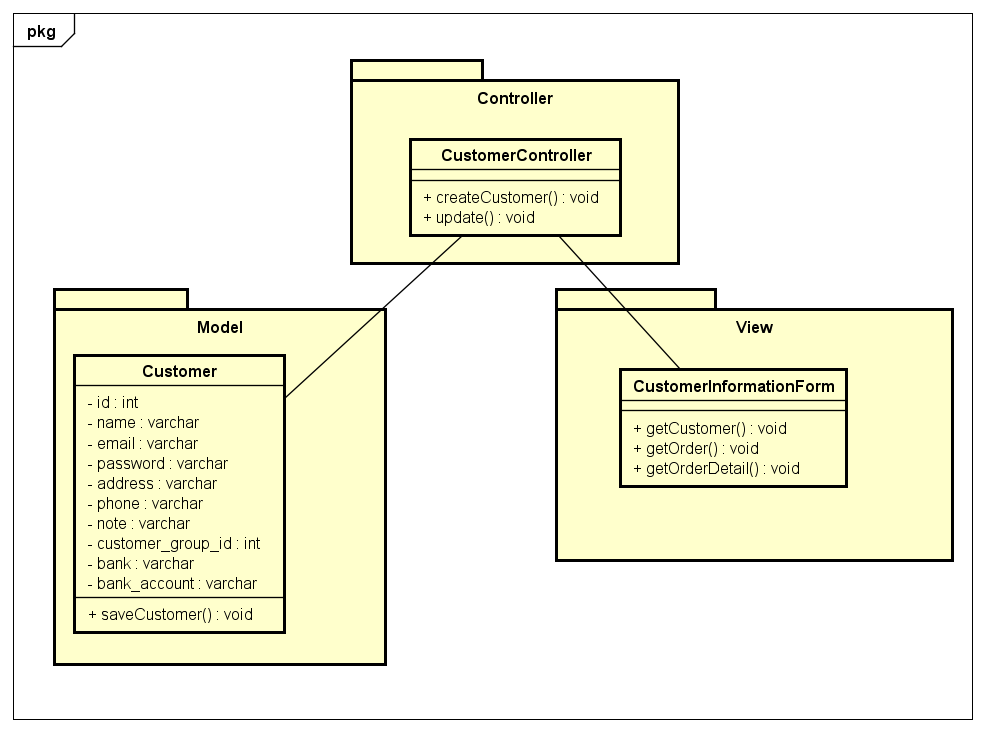 pkg
Controller
CustomerController
+ createCustomer() : void
+ update() : void
Model
Customer
- id : int
- name : varchar
- email : varchar
- password : varchar
- address : varchar
- phone : varchar
- note : varchar
- customer_group_id : int
- bank : varchar
- bank_account : varchar
+ saveCustomer() : void
View
CustomerInformationForm
+ getCustomer() : void
+ getOrder() : void
+ getOrderDetail() : void